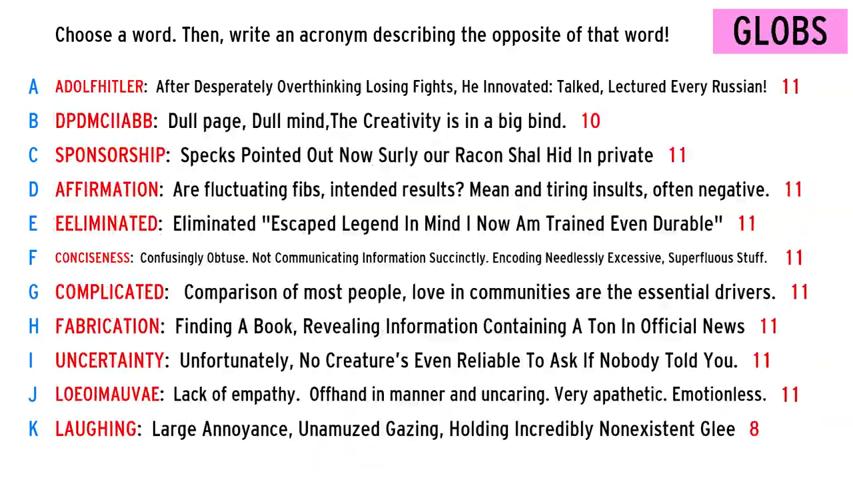 Choose a word. Then, write an acronym describing the opposite of that word!
GLOBS
A ADOLFHITLER: After Desperately Overthinking Losing Fights, He Innovated: Talked, Lectured Every Russian! 11
B DPDMCIIABB: Dull page, Dull mind,The Creativity is in a big bind. 10
C SPONSORSHIP: Specks Pointed Out Now Surly our Racon Shal Hid In private 11
D AFFIRMATION: Are fluctuating fibs, intended results? Mean and tiring insults, often negative. 11
E EELIMINATED: Eliminated "Escaped Legend In Mind I Now Am Trained Even Durable" 11
F CONCISENESS: Confusingly Obtuse. Not Communicating Information Succinctly. Encoding Needlessly Excessive, Superfluous Stuff. 11
G COMPLICATED: Comparison of most people, love in communities are the essential drivers. 11
H FABRICATION: Finding A Book, Revealing Information Containing A Ton In Official News 11
I UNCERTAINTY: Unfortunately, No Creature's Even Reliable To Ask If Nobody Told You. 11
J LOEOIMAUVAE: Lack of empathy. Offhand in manner and uncaring. Very apathetic. Emotionless. 11
K LAUGHING: Large Annoyance, Unamuzed Gazing, Holding Incredibly Nonexistent Glee 8